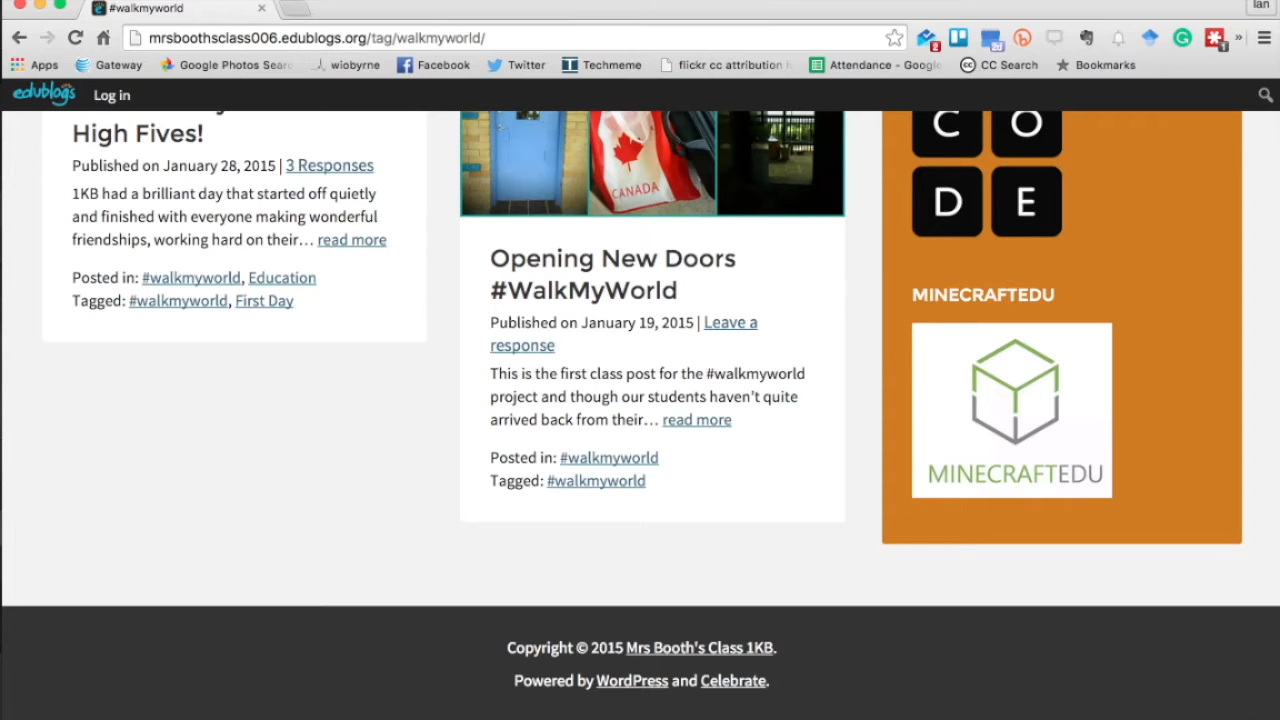 #walkmyworld
Ian
mrsboothsclass006.edublogs.org/tag/walkmyworld/
Apps Gateway Google Photos Sear wiobyrne Facebook Twitter Techmeme flickr cc attribution Attendance - Google CC Search Bookmarks
edublogs Log in
High Fives!
Published on January 28, 2015 | 3 Responses
1KB had a brilliant day that started off quietly
and finished with everyone making wonderful
friendships, working hard on their… read more
Posted in: #walkmyworld, Education
Tagged: #walkmyworld, First Day
CANADA
Opening New Doors
#WalkMyWorld
Published on January 19, 2015 | Leave a
response
This is the first class post for the #walkmyworld
project and though our students haven't quite
arrived back from their… read more
Posted in: #walkmyworld
Tagged: #walkmyworld
C O
D E
MINECRAFTEDU
MINECRAFTEDU
Copyright © 2015 Mrs Booth's Class 1KB.
Powered by WordPress and Celebrate.